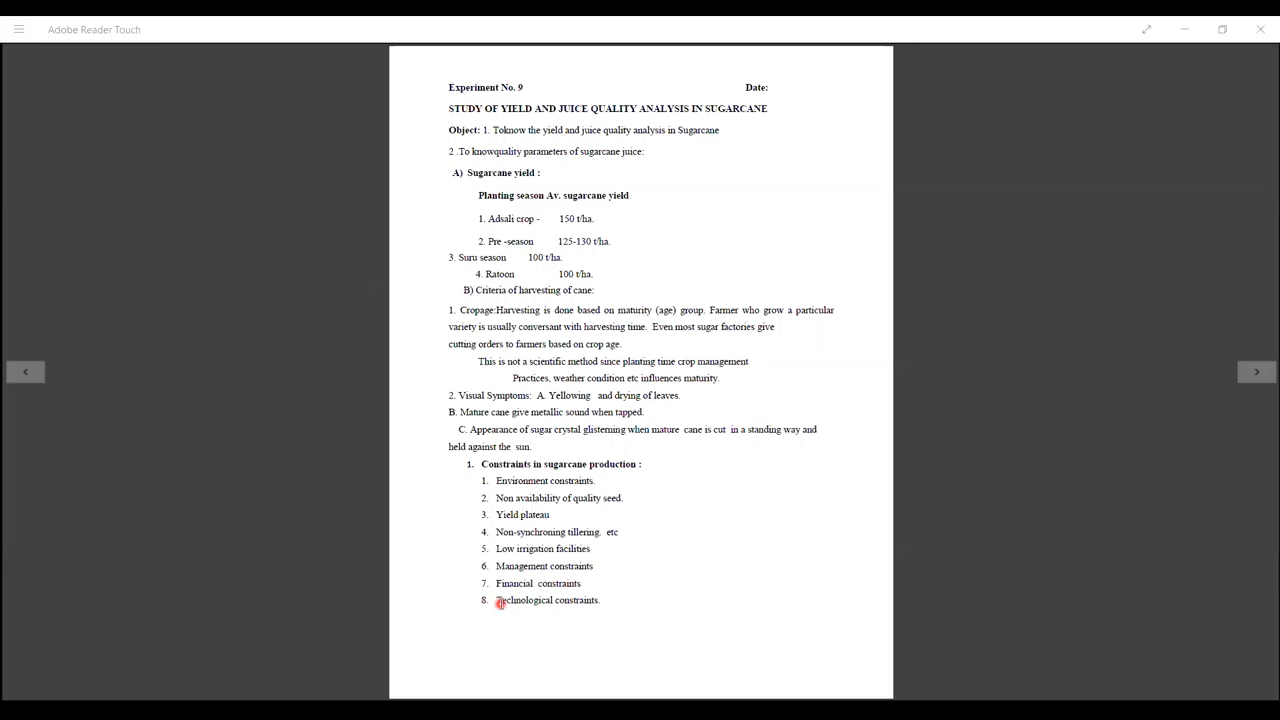 Adobe Reader Touch
Experiment No. 9 Date:
STUDY OF YIELD AND JUICE QUALITY ANALYSIS IN SUGARCANE
Object: 1. Toknow the yield and juice quality analysis in Sugarcane
2 .To knowquality parameters of sugarcane juice:
A) Sugarcane yield :
Planting season Av. sugarcane yield
1. Adsali crop - 150 t/ha.
2. Pre -season 125-130 t/ha.
3. Suru season 100 t/ha.
4. Ratoon 100 t/ha.
B) Criteria of harvesting of cane:
1. Cropage:Harvesting is done based on maturity (age) group. Farmer who grow a particular
variety is usually conversant with harvesting time. Even most sugar factories give
cutting orders to farmers based on crop age.
This is not a scientific method since planting time crop management
Practices, weather condition etc influences maturity.
2. Visual Symptoms: A. Yellowing and drying of leaves.
B. Mature cane give metallic sound when tapped.
C. Appearance of sugar crystal glisterning when mature cane is cut in a standing way and
held against the sun.
1. Constraints in sugarcane production :
1. Environment constraints.
2. Non availability of quality seed.
3. Yield plateau
4. Non-synchroning tillering, etc
5. Low irrigation facilities
6. Management constraints
7. Financial constraints
8. Technological constraints.